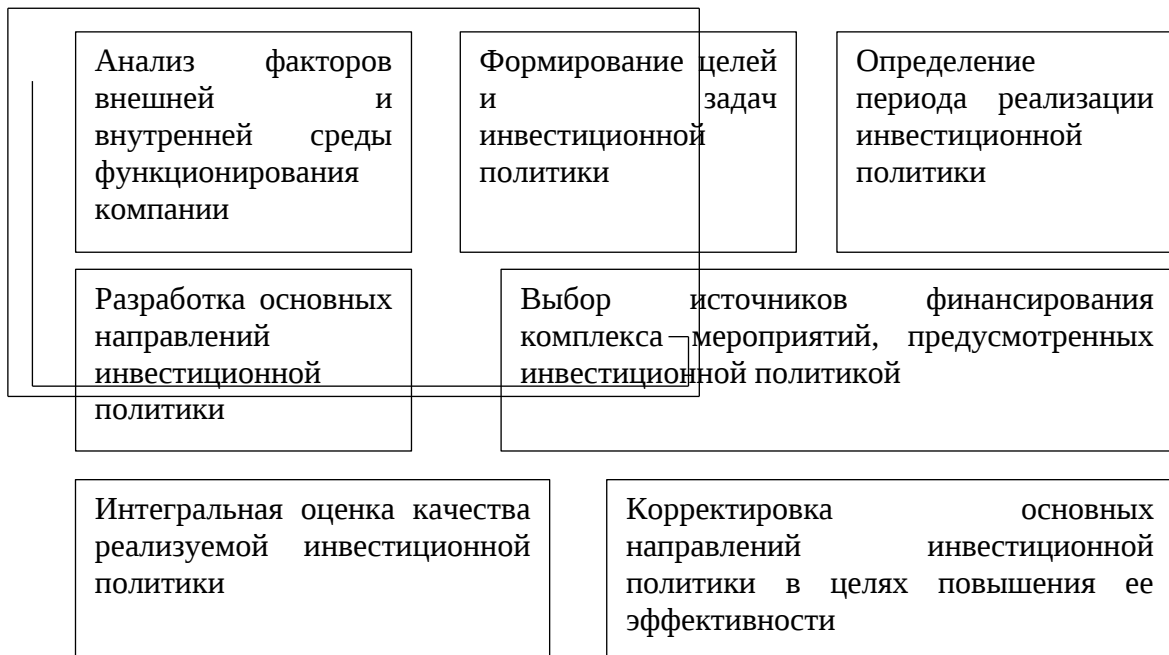 Анализ факторов
внешней и
внутренней среды
функционирования
компании
Формирование целей
и задач
инвестиционной
политики
Определение
периода реализации
инвестиционной
политики
Разработка основных
направлений
инвестиционной
политики
Выбор источников финансирования
комплекса мероприятий, предусмотренных
инвестиционной политикой
Интегральная оценка качества
реализуемой инвестиционной
политики
Корректировка основных
направлений инвестиционной
политики в целях повышения ее
эффективности